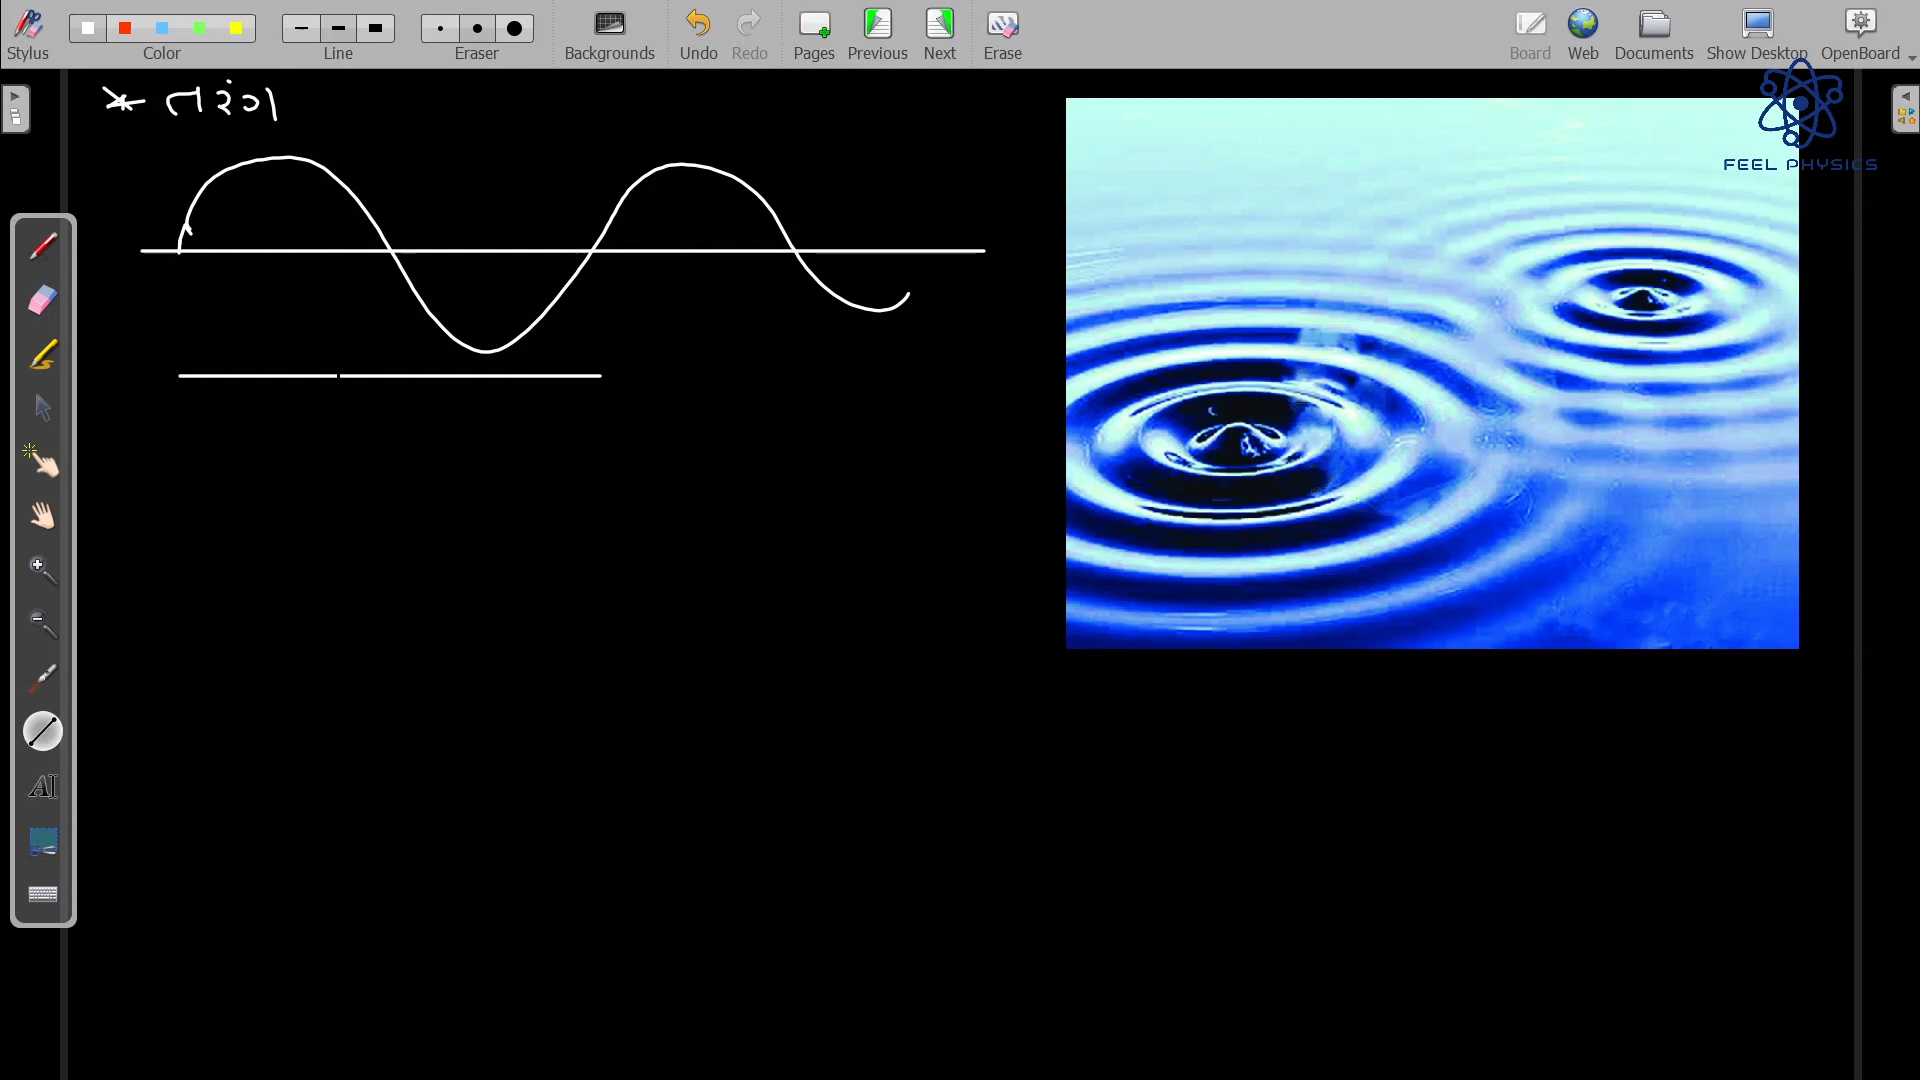 Stylus Color Line Eraser Backgrounds Undo Redo Pages Previous Next Erase Board Web Documents Show Desktop OpenBoard
FEEL PHYSICS
AI